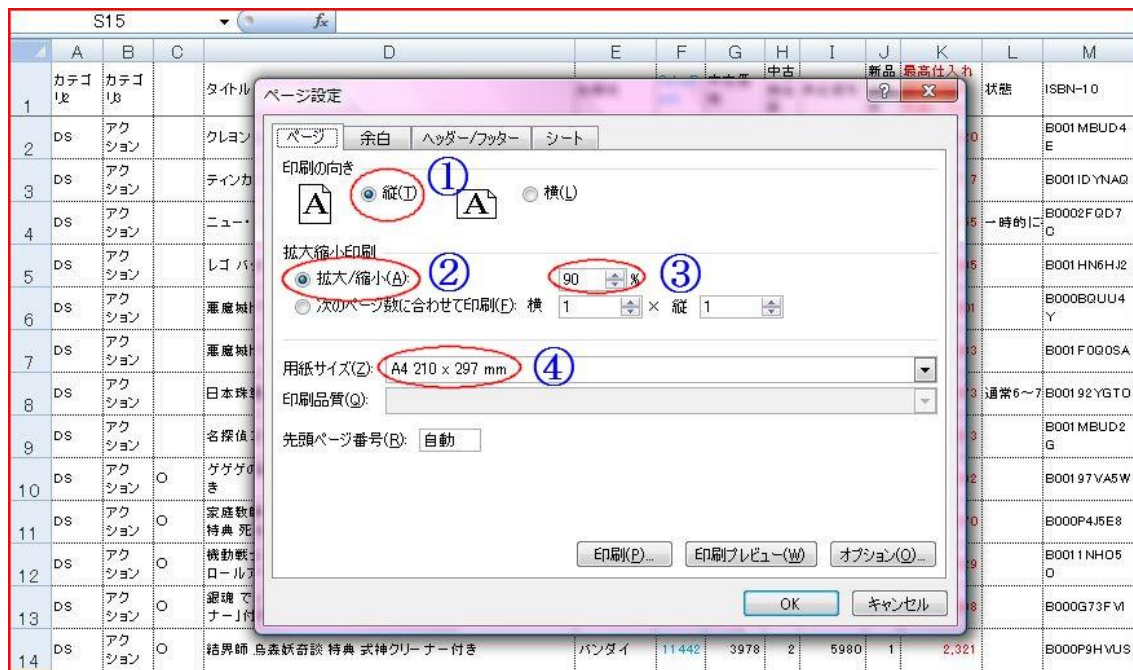 S15 fx
A B C D E F G H I J K L M
カテゴ カテゴ 中古 新品 最高仕入れ
1 リ2 リ3 タイトル 状態 ISBN-10
ページ設定
ページ 余白 ヘッダー/フッター シート
印刷の向き
A 縦(T) ① A 横(L)
拡大縮小印刷
拡大/縮小(A): ② 90 % ③
次のページ数に合わせて印刷(F): 横 1 × 縦 1
用紙サイズ(Z): A4 210 x 297 mm ④
印刷品質(Q):
先頭ページ番号(R): 自動
印刷(P)... 印刷プレビュー(W) オプション(O)...
OK キャンセル
2 DS アク
ション クレヨン B001MBUD4
E
3 DS アク
ション ティンカ 7 B001IDYNAQ
4 DS アク
ション ニュー・ 一時的に B0002FQD7
C
5 DS アク
ション レゴ B001HN6HJ2
6 DS アク
ション 悪魔城 B000BQUU4
Y
7 DS アク
ション 悪魔城 B001F0Q0SA
8 DS アク
ション 日本珠 通常6～7 B00192YGTO
9 DS アク
ション 名探偵 3 B001MBUD2
G
10 DS アク
ション ○ ゲゲゲの
き B00197VA5W
11 DS アク
ション ○ 家庭教師
特典 死 B000P4J5E8
12 DS アク
ション ○ 機動戦士
ロール B0011NHO5
O
13 DS アク
ション ○ 銀魂 で
ナー」付 B000G73FVI
14 DS アク
ション ○ 結界師 烏森妖奇談 特典 式神クリーナー付き バンダイ 11442 3978 2 5980 1 2,321 B000P9HVUS